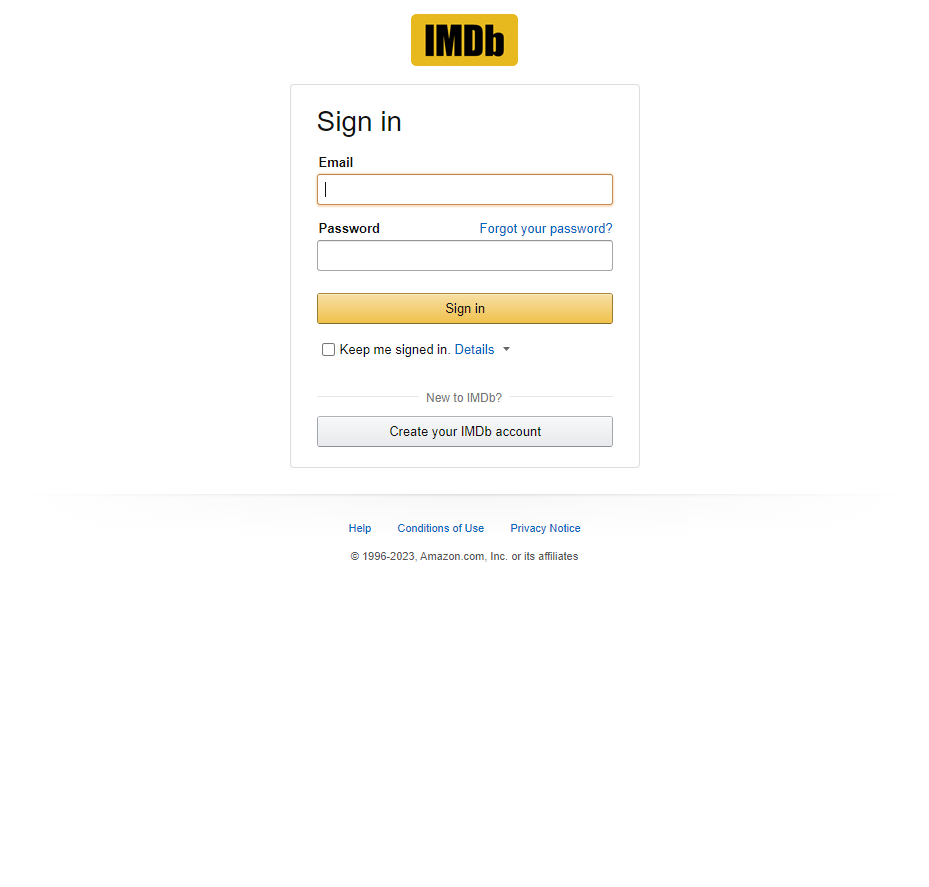 IMDb
Sign in
Email
Password Forgot your password?
Sign in
Keep me signed in. Details
New to IMDb?
Create your IMDb account
Help Conditions of Use Privacy Notice
© 1996-2023, Amazon.com, Inc. or its affiliates